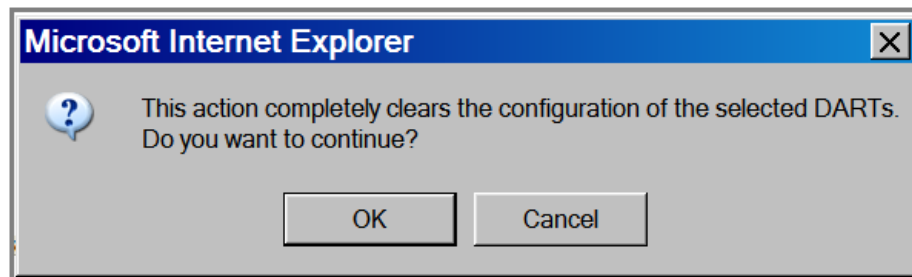 Microsoft Internet Explorer
This action completely clears the configuration of the selected DARTs.
Do you want to continue?
OK
Cancel